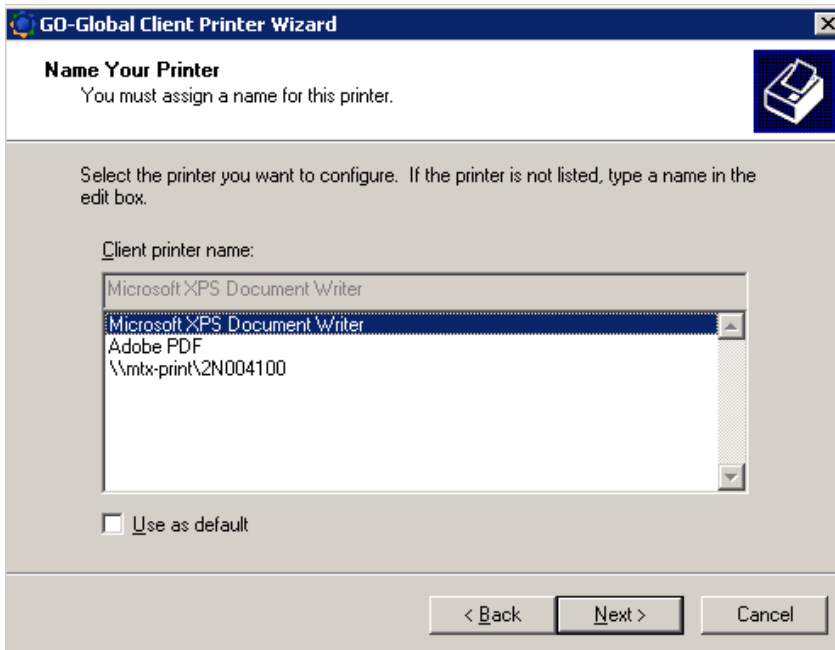 GO-Global Client Printer Wizard
Name Your Printer
You must assign a name for this printer.
Select the printer you want to configure. If the printer is not listed, type a name in the
edit box.
Client printer name:
Microsoft XPS Document Writer
Microsoft XPS Document Writer
Adobe PDF
\\mtx-print\2N004100
Use as default
< Back Next > Cancel